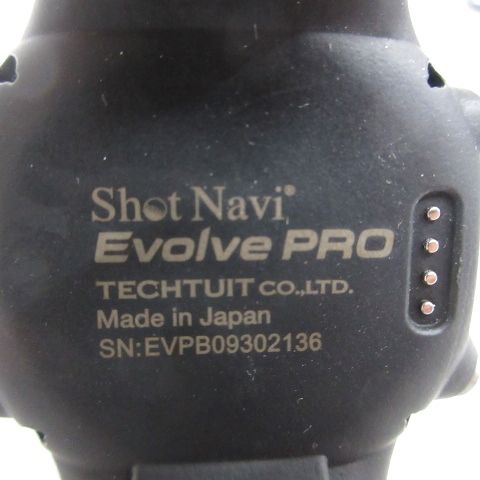 Shot Navi®
Evolve PRO
TECHTUIT CO.,LTD.
Made in Japan
SN:EVPB09302136